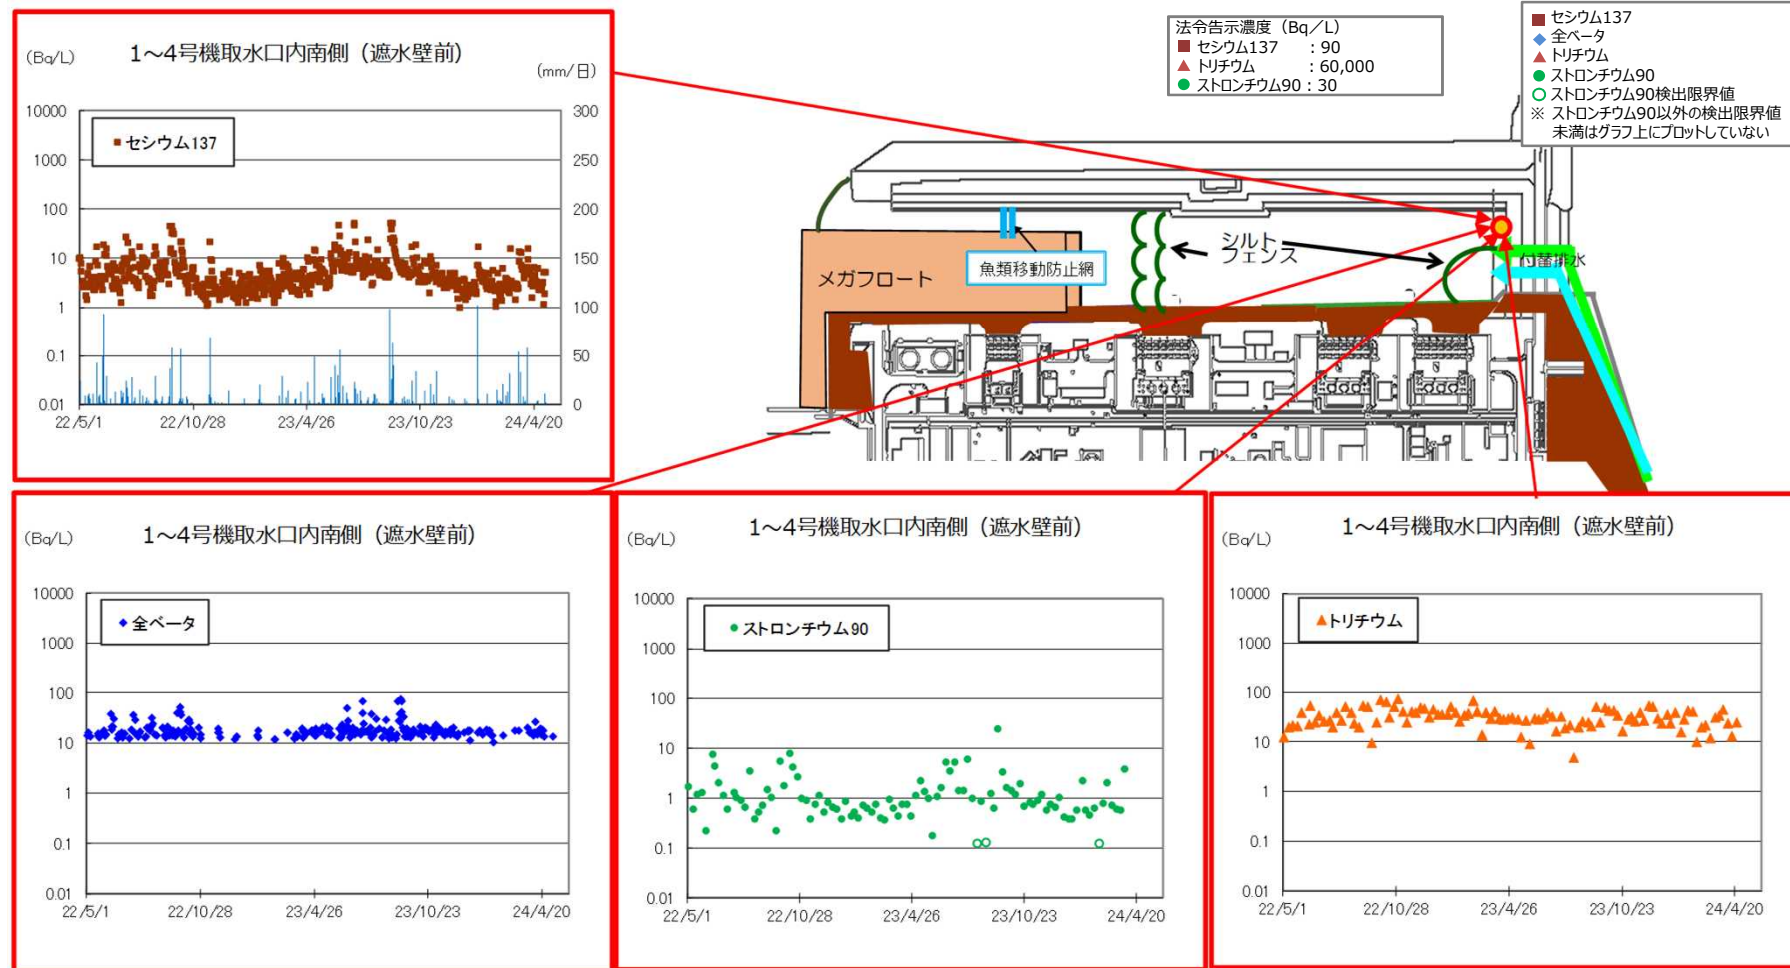 1～4号機取水口内南側（遮水壁前）
(Bq/L)
(mm/日)
セシウム137
10000
1000
100
10
1
0.1
0.01
300
250
200
150
100
50
0
22/5/1
22/10/28
23/4/26
23/10/23
24/4/20
法令告示濃度（Bq／L）
■ セシウム137 : 90
▲ トリチウム : 60,000
● ストロンチウム90 : 30
■ セシウム137
◆ 全ベータ
▲ トリチウム
● ストロンチウム90
○ ストロンチウム90検出限界値
※ ストロンチウム90以外の検出限界値
未満はグラフ上にプロットしていない
メガフロート
魚類移動防止網
シルト
フェンス
付替排水
1～4号機取水口内南側（遮水壁前）
(Bq/L)
全ベータ
10000
1000
100
10
1
0.1
0.01
22/5/1
22/10/28
23/4/26
23/10/23
24/4/20
1～4号機取水口内南側（遮水壁前）
(Bq/L)
ストロンチウム90
10000
1000
100
10
1
0.1
0.01
22/5/1
22/10/28
23/4/26
23/10/23
24/4/20
1～4号機取水口内南側（遮水壁前）
(Bq/L)
トリチウム
10000
1000
100
10
1
0.1
0.01
22/5/1
22/10/28
23/4/26
23/10/23
24/4/20